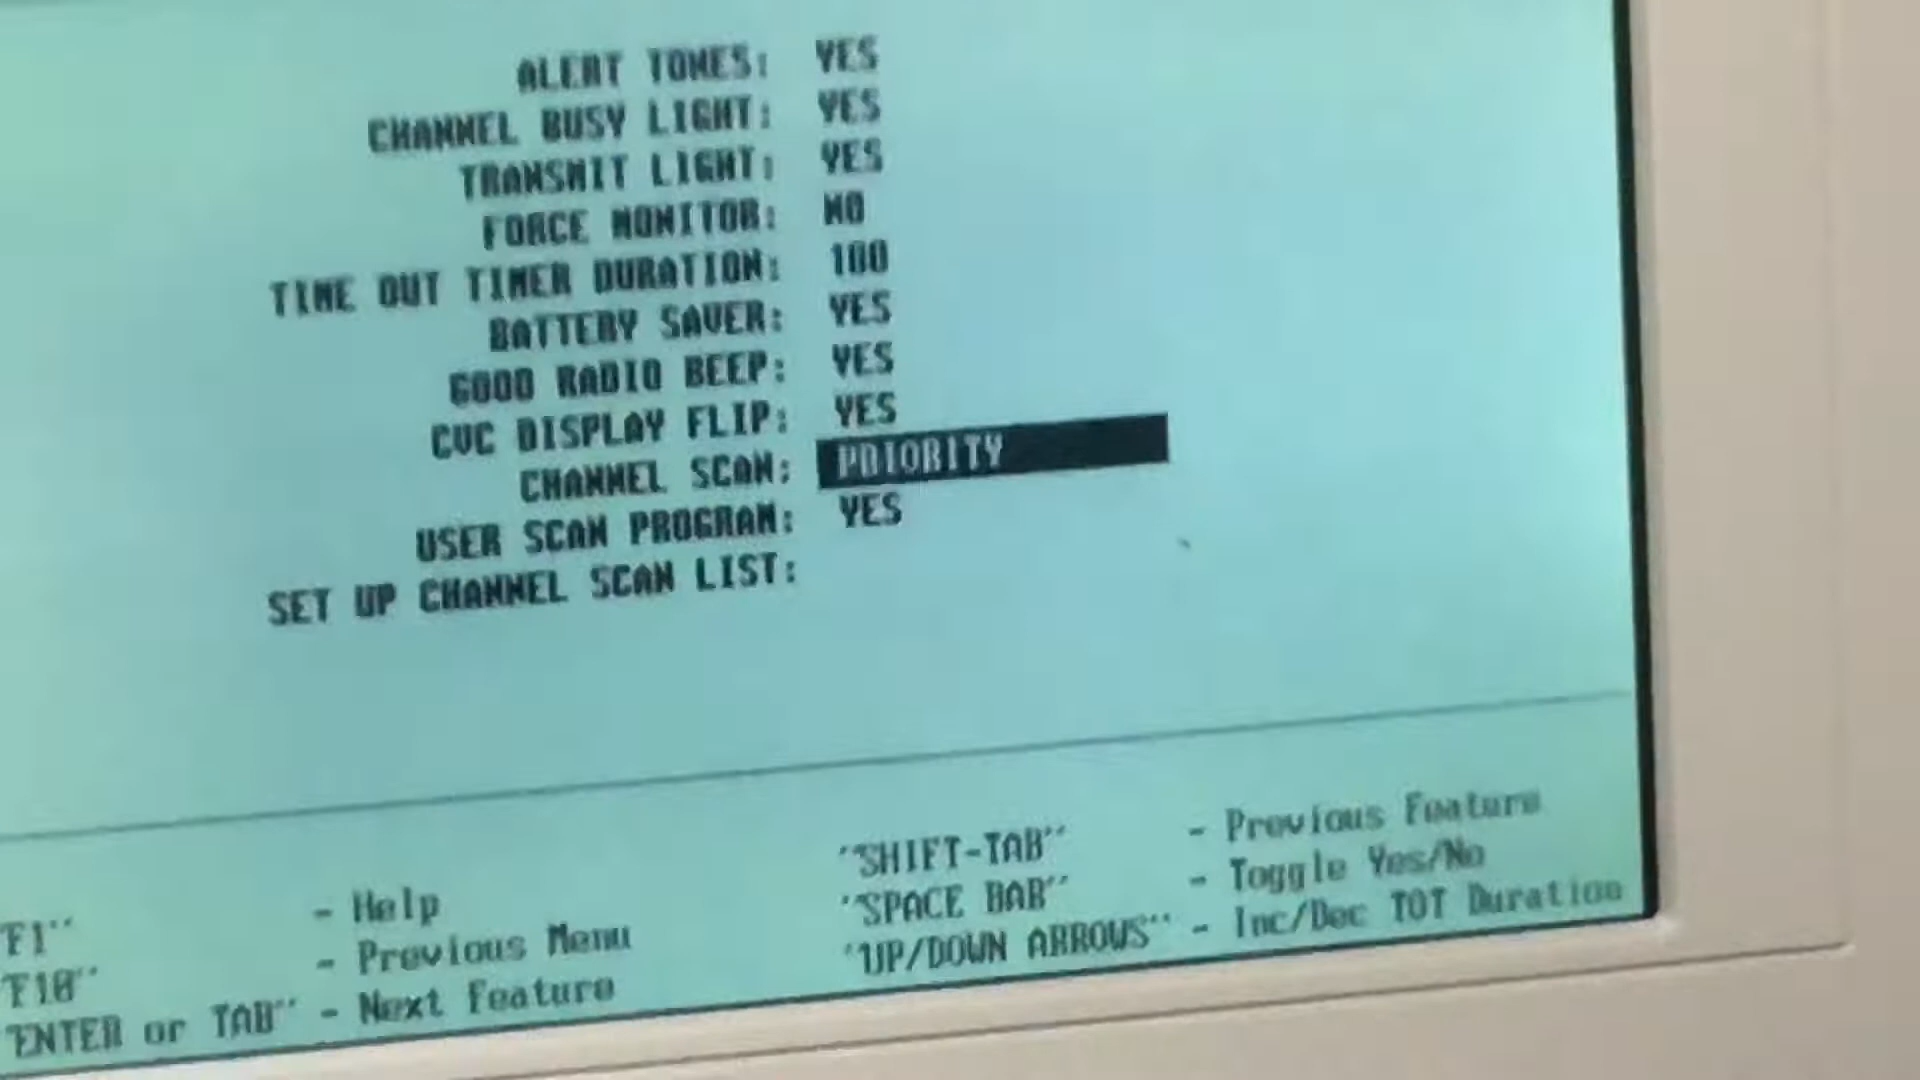 ALERT TONES: YES
CHANNEL BUSY LIGHT: YES
TRANSMIT LIGHT: YES
FORCE MONITOR: NO
TIME OUT TIMER DURATION: 180
BATTERY SAVER: YES
GOOD RADIO BEEP: YES
CVC DISPLAY FLIP: YES
CHANNEL SCAN: PRIORITY
USER SCAN PROGRAM: YES
SET UP CHANNEL SCAN LIST:
"F1" - Help
"F10" - Previous Menu
"ENTER or TAB" - Next Feature
"SHIFT-TAB" - Previous Feature
"SPACE BAR" - Toggle Yes/No
"UP/DOWN ARROWS" - Inc/Dec TOT Duration